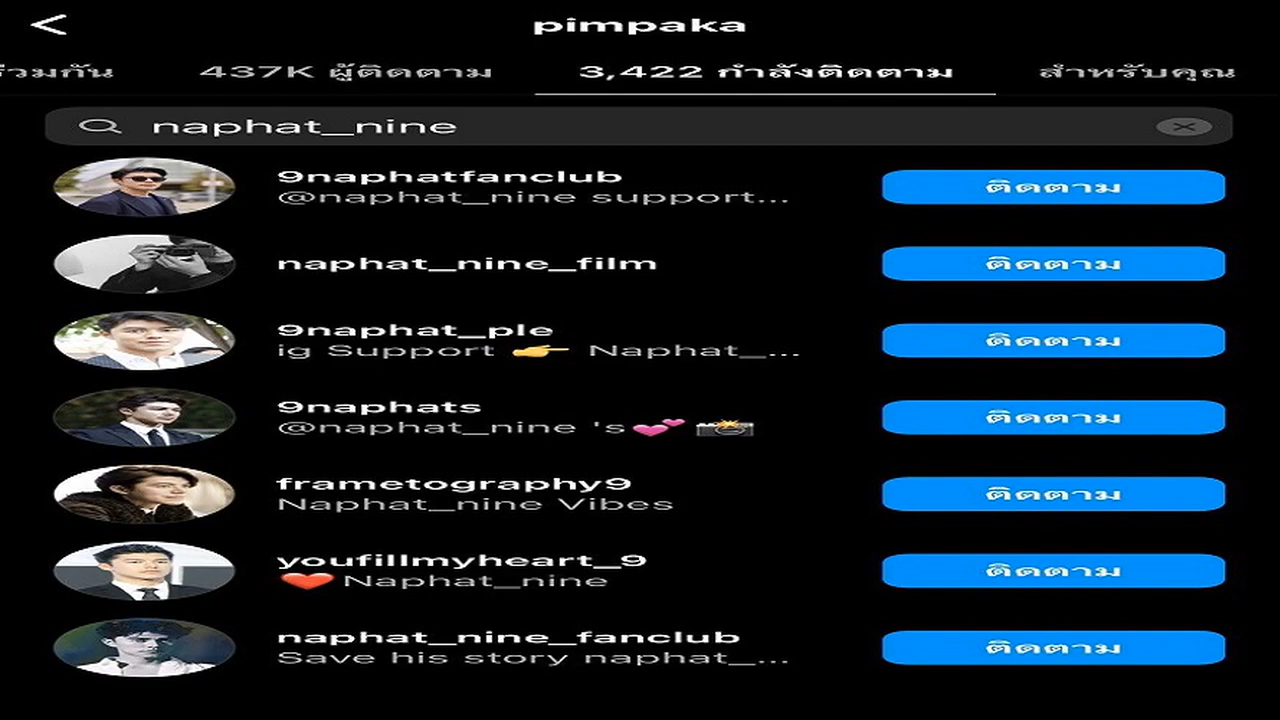 pimpaka
ร่วมกัน 437K ผู้ติดตาม 3,422 กำลังติดตาม สำหรับคุณ
naphat_nine
9naphatfanclub
@naphat_nine support...
ติดตาม
naphat_nine_film
ติดตาม
9naphat_ple
ig Support 👉 Naphat_...
ติดตาม
9naphats
@naphat_nine 's💕 📸
ติดตาม
frametography9
Naphat_nine Vibes
ติดตาม
youfillmyheart_9
❤️Naphat_nine
ติดตาม
naphat_nine_fanclub
Save his story naphat_...
ติดตาม